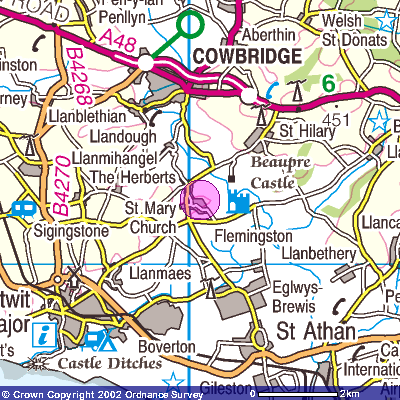 ROAD
Pen-y-lan
Penllyn
A48
Aberthin
Welsh
St Donats
COWBRIDGE
B4268
6
451
Llanblethian
St Hilary
Llandough
Llanmihangel
The Herberts
Beaupre
Castle
B4270
St Mary
Church
Sigingstone
Flemingston
Llanbethery
Llanmaes
Eglwys-
Brewis
St Athan
i
Castle Ditches
Boverton
Gileston
© Crown Copyright 2002 Ordnance Survey
0
2km